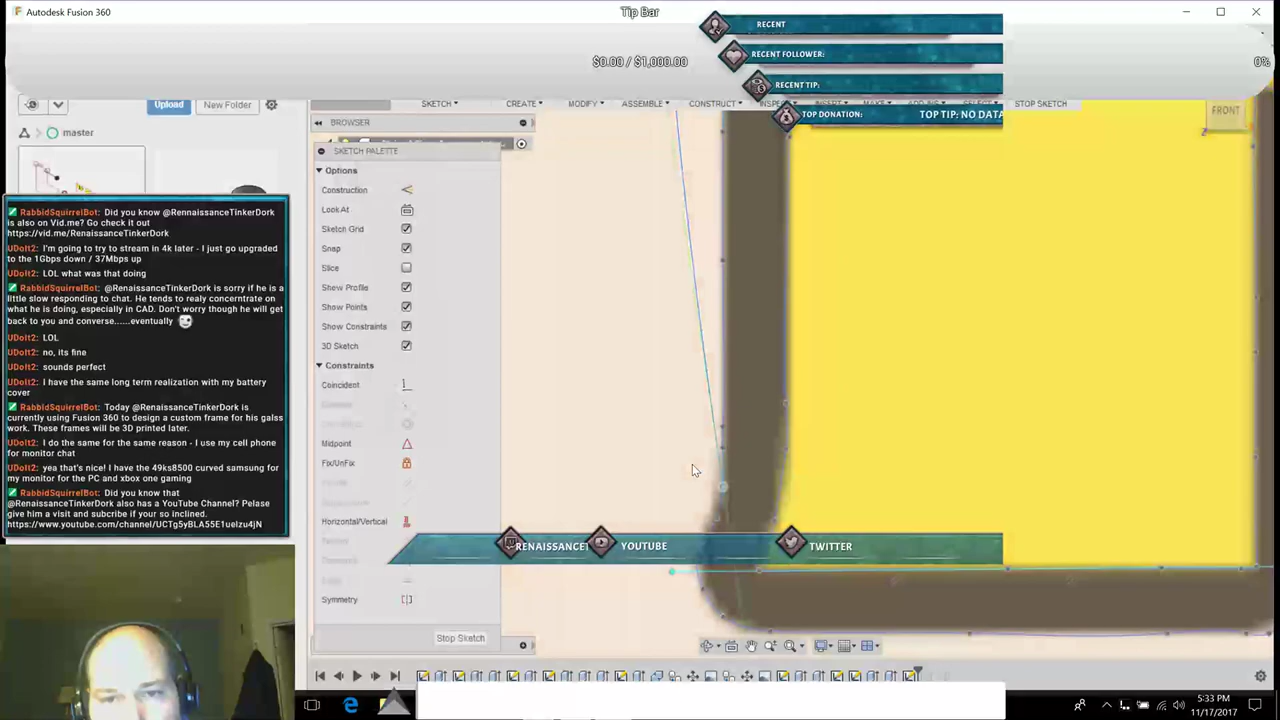 Autodesk Fusion 360
Tip Bar
RECENT
$0.00 / $1,000.00
RECENT FOLLOWER:
0%
RECENT TIP:
Upload
New Folder
SKETCH
CREATE
MODIFY
ASSEMBLE
CONSTRUCT
STOP SKETCH
TOP DONATION:
TOP TIP: NO DATA
FRONT
BROWSER
master
SKETCH PALETTE
Options
Construction
Look At
Sketch Grid
Snap
Slice
Show Profile
Show Points
Show Constraints
3D Sketch
Constraints
Coincident
Midpoint
Fix/UnFix
Horizontal/Vertical
Symmetry
Stop Sketch
RabbidSquirrelBot: Did you know @RennaissanceTinkerDork
is also on Vid.me? Go check it out
https://vid.me/RenaissanceTinkerDork
UDoIt2: I'm going to try to stream in 4k later - I just go upgraded
to the 1Gbps down / 37Mbps up
UDoIt2: LOL what was that doing
RabbidSquirrelBot: @RenaissanceTinkerDork is sorry if he is a
little slow responding to chat. He tends to realy concerntrate on
what he is doing, especially in CAD. Don't worry though he will get
back to you and converse......eventually
UDoIt2: LOL
UDoIt2: no, its fine
UDoIt2: sounds perfect
UDoIt2: I have the same long term realization with my battery
cover
RabbidSquirrelBot: Today @RenaissanceTinkerDork is
currently using Fusion 360 to design a custom frame for his galss
work. These frames will be 3D printed later.
UDoIt2: I do the same for the same reason - I use my cell phone
for monitor chat
UDoIt2: yea that's nice! I have the 49ks8500 curved samsung for
my monitor for the PC and xbox one gaming
RabbidSquirrelBot: Did you know that
@RenaissanceTinkerDork also has a YouTube Channel? Pelase
give him a visit and subcribe if your so inclined.
https://www.youtube.com/channel/UCTg5yBLA55E1uelzu4jN
RENAISSANCET
YOUTUBE
TWITTER
5:33 PM
11/17/2017